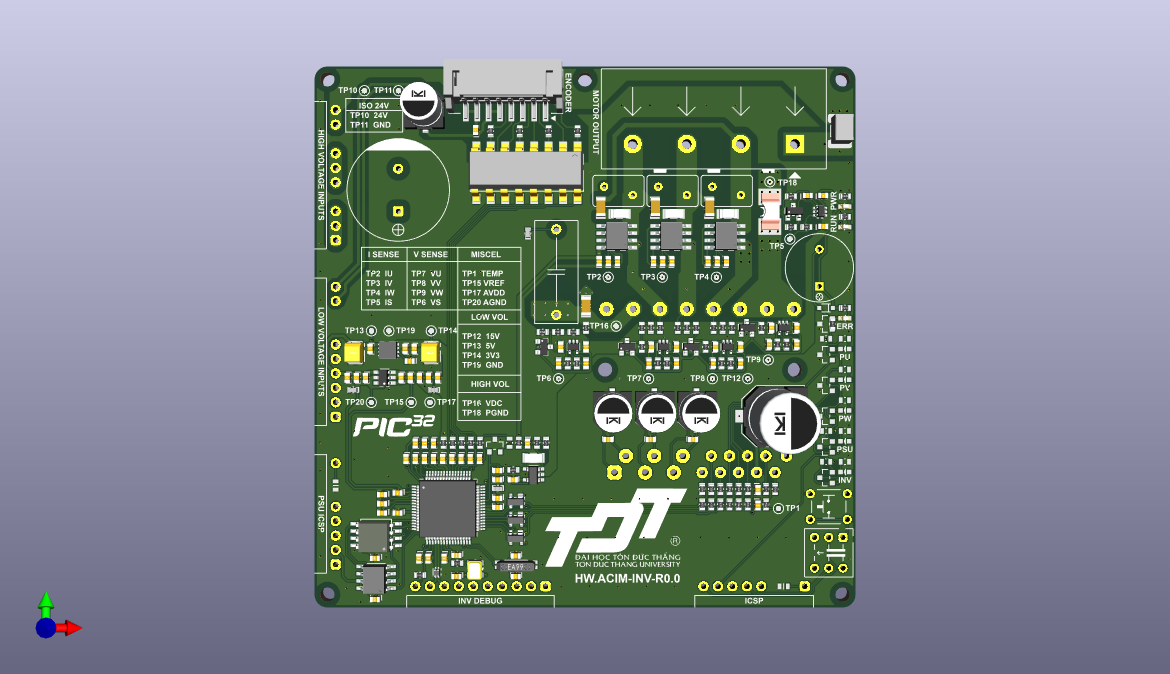 TP10
TP11
ISO 24V
TP10 24V
TP11 GND
ENCODER
MOTOR OUTPUT
HIGH VOLTAGE INPUTS
TP18
RUN PWR
TP5
I SENSE
TP2 IU
TP3 IV
TP4 IW
TP5 IS
V SENSE
TP7 VU
TP8 VV
TP9 VW
TP6 VS
MISCEL
TP1 TEMP
TP15 VREF
TP17 AVDD
TP20 AGND
LOW VOL
TP12 15V
TP13 5V
TP14 3V3
TP19 GND
HIGH VOL
TP16 VDC
TP18 PGND
TP2
TP3
TP4
LOW VOLTAGE INPUTS
TP13
TP19
TP14
TP16
TP9
TP6
TP7
TP8
TP12
ERR
PU
PV
PW
PSU
INV
TP20
TP15
TP17
PIC32
PSU ICSP
TP1
TDT
®
ĐẠI HỌC TÔN ĐỨC THẮNG
TON DUC THANG UNIVERSITY
HW.ACIM-INV-R0.0
EA99
INV DEBUG
ICSP